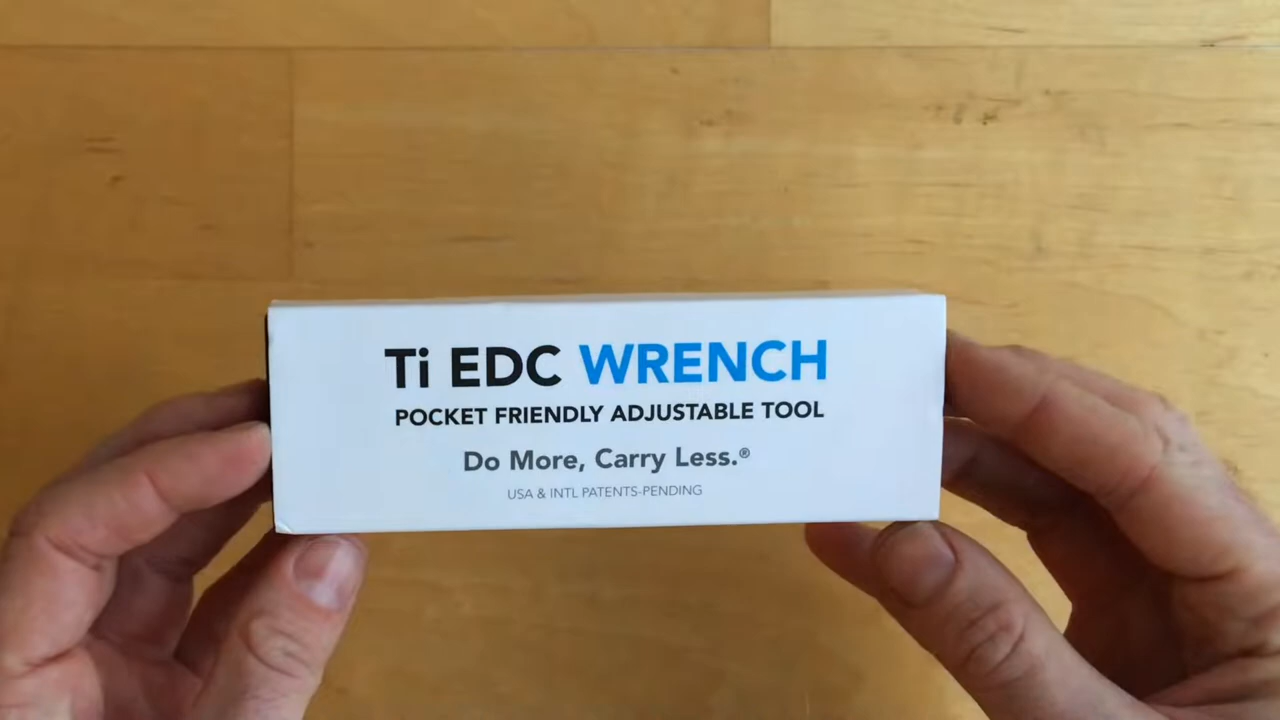 Ti EDC WRENCH
POCKET FRIENDLY ADJUSTABLE TOOL
Do More, Carry Less.®
USA & INTL PATENTS-PENDING